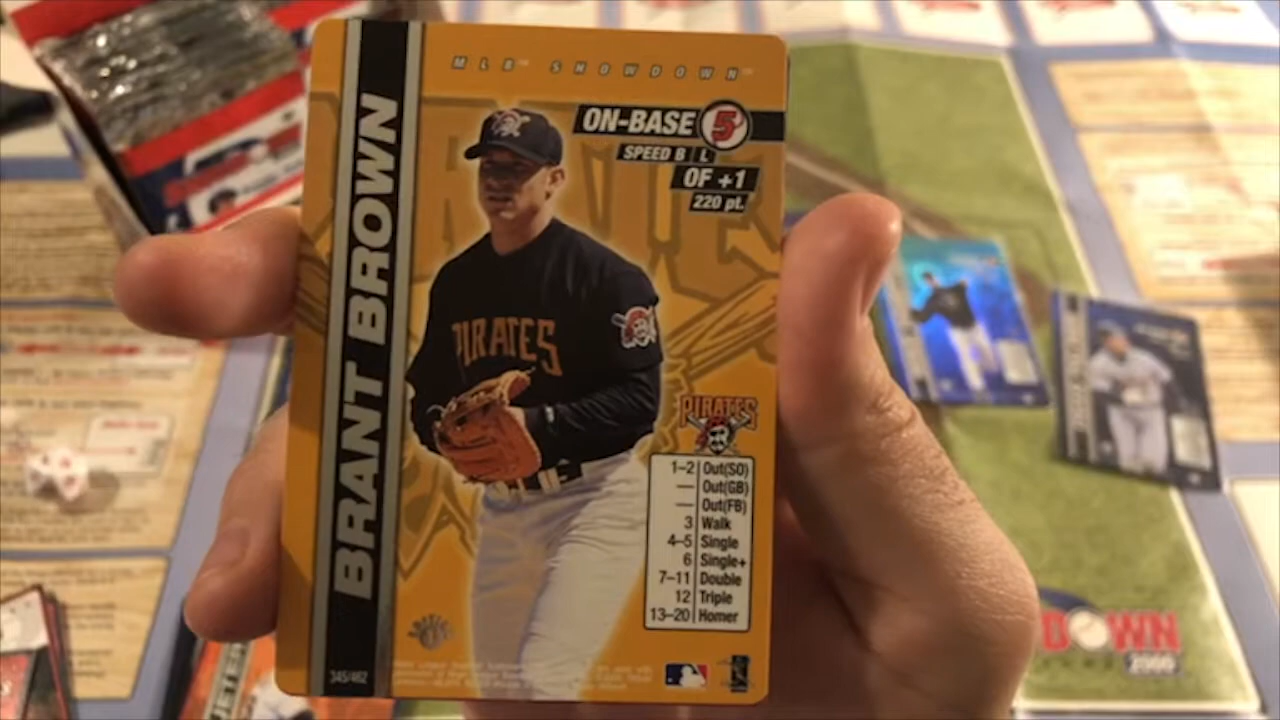 MLB™ SHOWDOWN™
BRANT BROWN
ON-BASE 5
SPEED B L
OF +1
220 pt.
PIRATES
PIRATES
1–2 Out(SO)
— Out(GB)
— Out(FB)
3 Walk
4–5 Single
6 Single+
7–11 Double
12 Triple
13–20 Homer
345/462
DOWN
2000